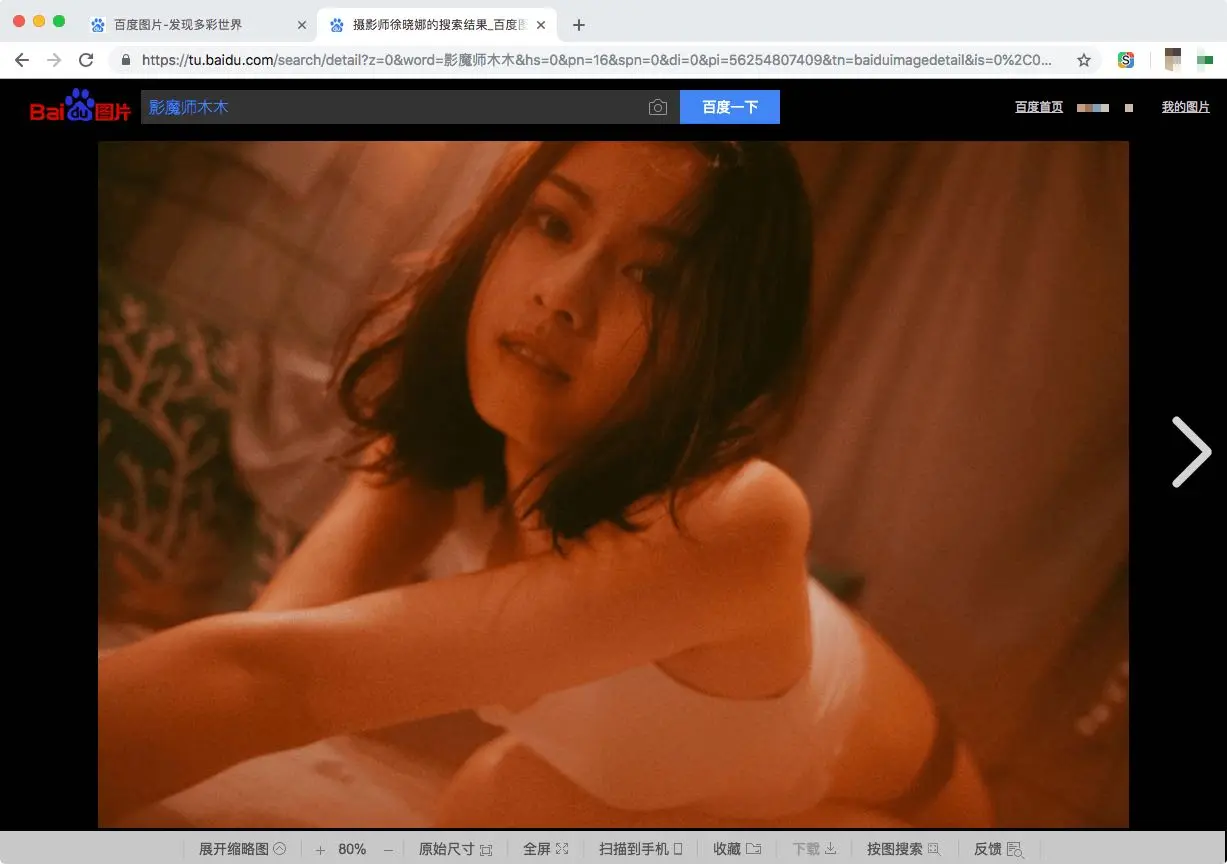 百度图片-发现多彩世界
摄影师徐晓娜的搜索结果_百度图
https://tu.baidu.com/search/detail?z=0&word=影魔师木木&hs=0&pn=16&spn=0&di=0&pi=56254807409&tn=baiduimagedetail&is=0%2C0...
Bai du 图片
影魔师木木
百度一下
百度首页
我的图片
展开缩略图
80%
原始尺寸
全屏
扫描到手机
收藏
下载
按图搜索
反馈